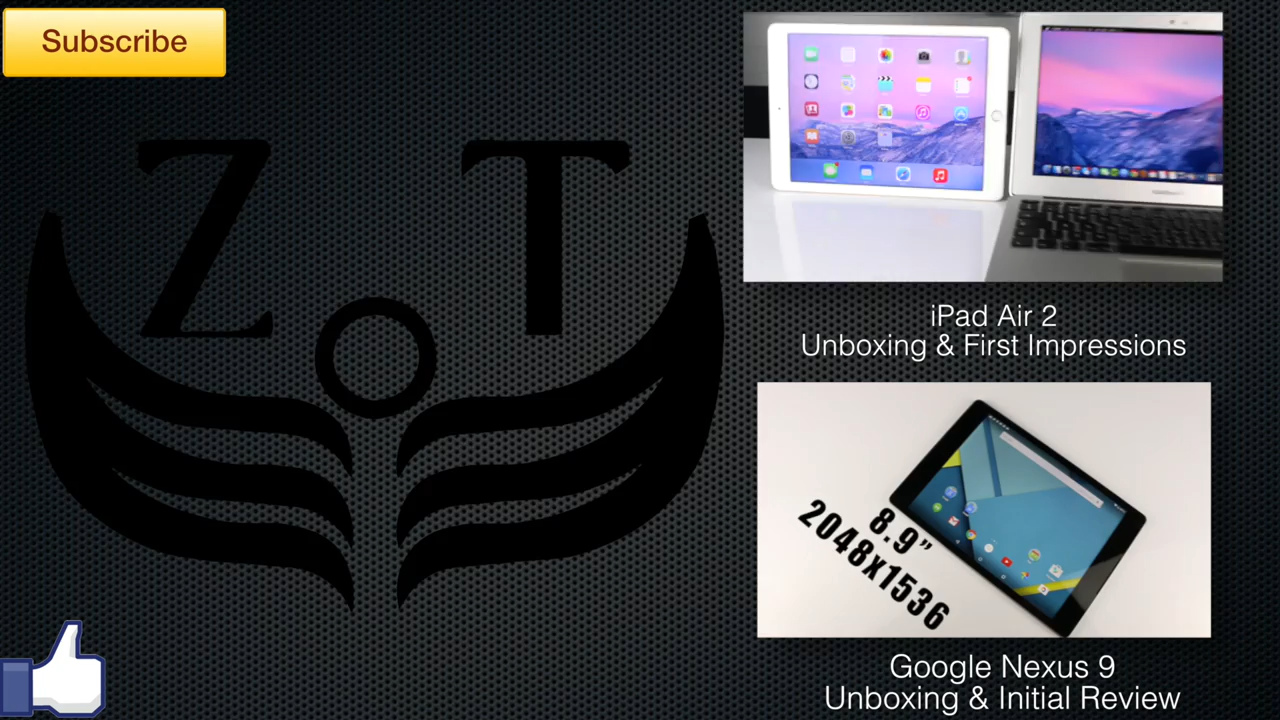 Subscribe
Z T
iPad Air 2
Unboxing & First Impressions
8.9”
2048x1536
Google Nexus 9
Unboxing & Initial Review